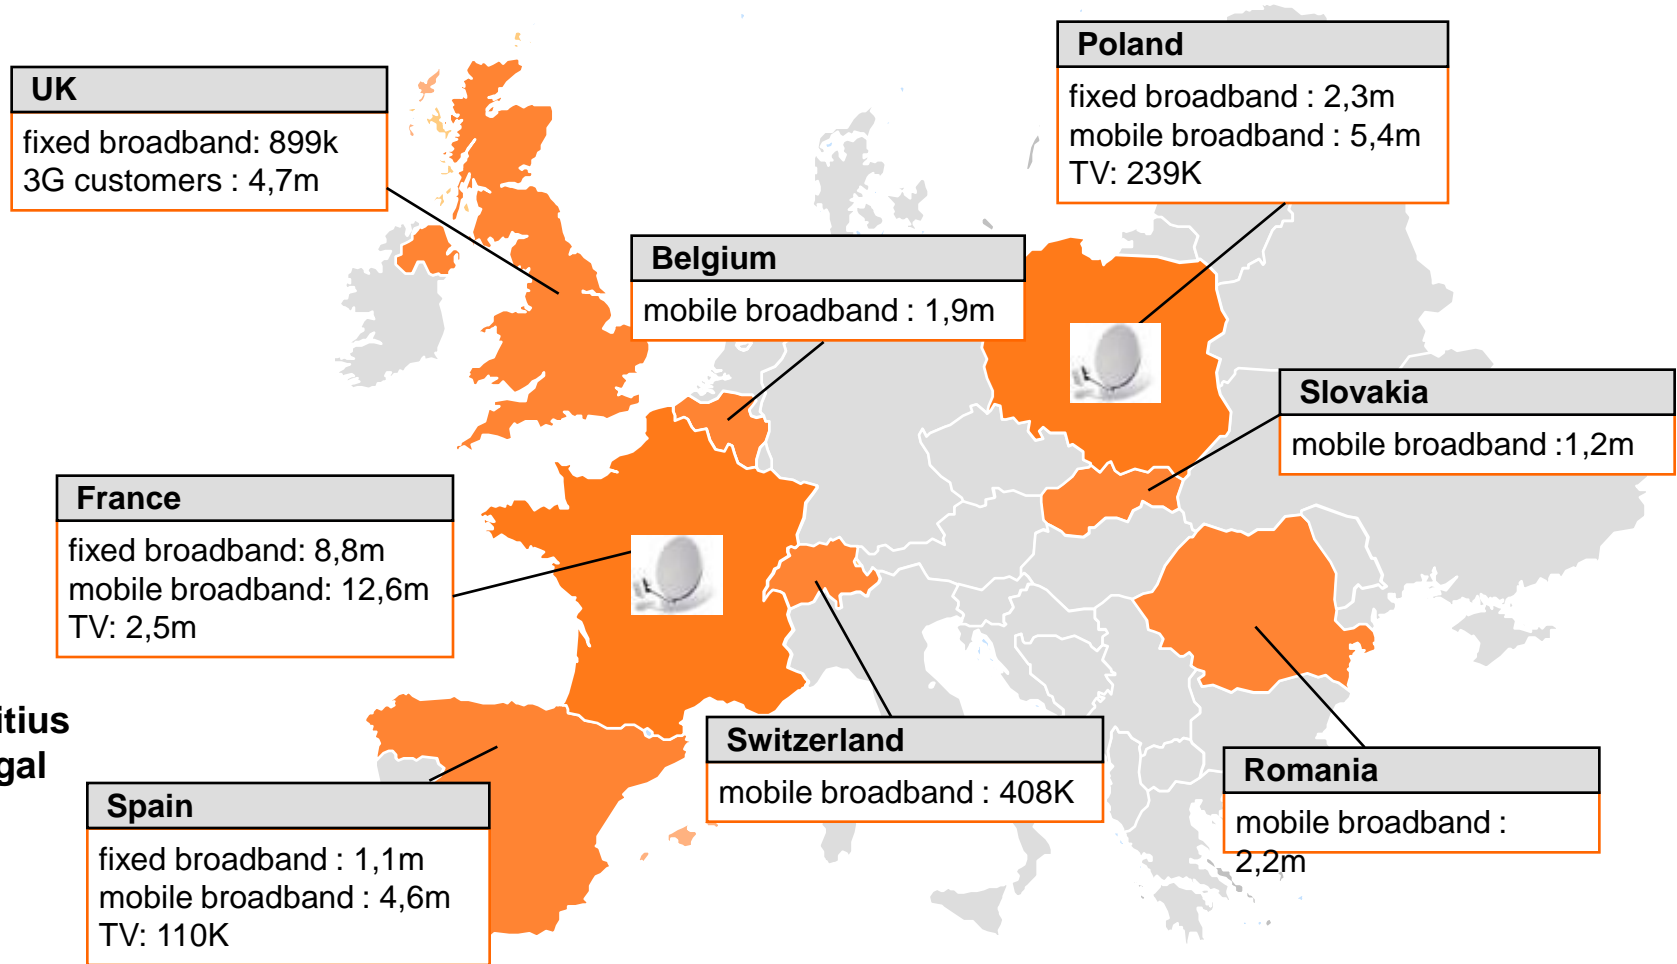 UK
fixed broadband: 899k
3G customers : 4,7m
Poland
fixed broadband : 2,3m
mobile broadband : 5,4m
TV: 239K
Belgium
mobile broadband : 1,9m
Slovakia
mobile broadband :1,2m
France
fixed broadband: 8,8m
mobile broadband: 12,6m
TV: 2,5m
itius
gal
Switzerland
mobile broadband : 408K
Romania
mobile broadband :
2,2m
Spain
fixed broadband : 1,1m
mobile broadband : 4,6m
TV: 110K